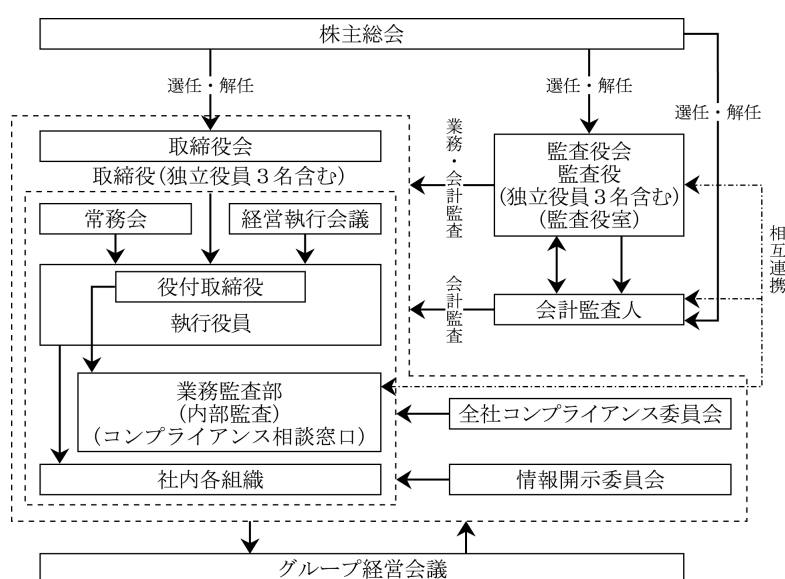 株主総会
選任・解任
選任・解任
選任・解任
取締役会
取締役(独立役員3名含む)
業務・会計監査
監査役会
監査役
(独立役員3名含む)
(監査役室)
相互連携
常務会
経営執行会議
役付取締役
執行役員
会計監査
会計監査人
業務監査部
(内部監査)
(コンプライアンス相談窓口)
全社コンプライアンス委員会
社内各組織
情報開示委員会
グループ経営会議